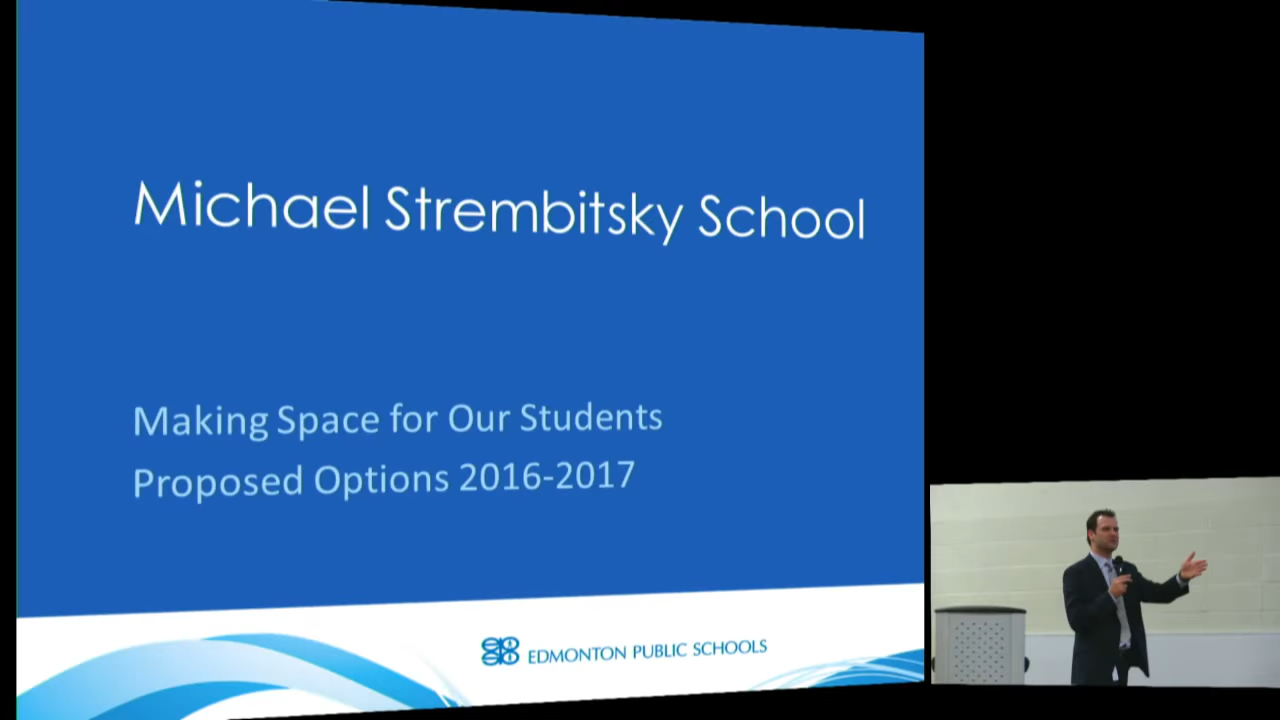 Michael Strembitsky School
Making Space for Our Students
Proposed Options 2016-2017
EDMONTON PUBLIC SCHOOLS